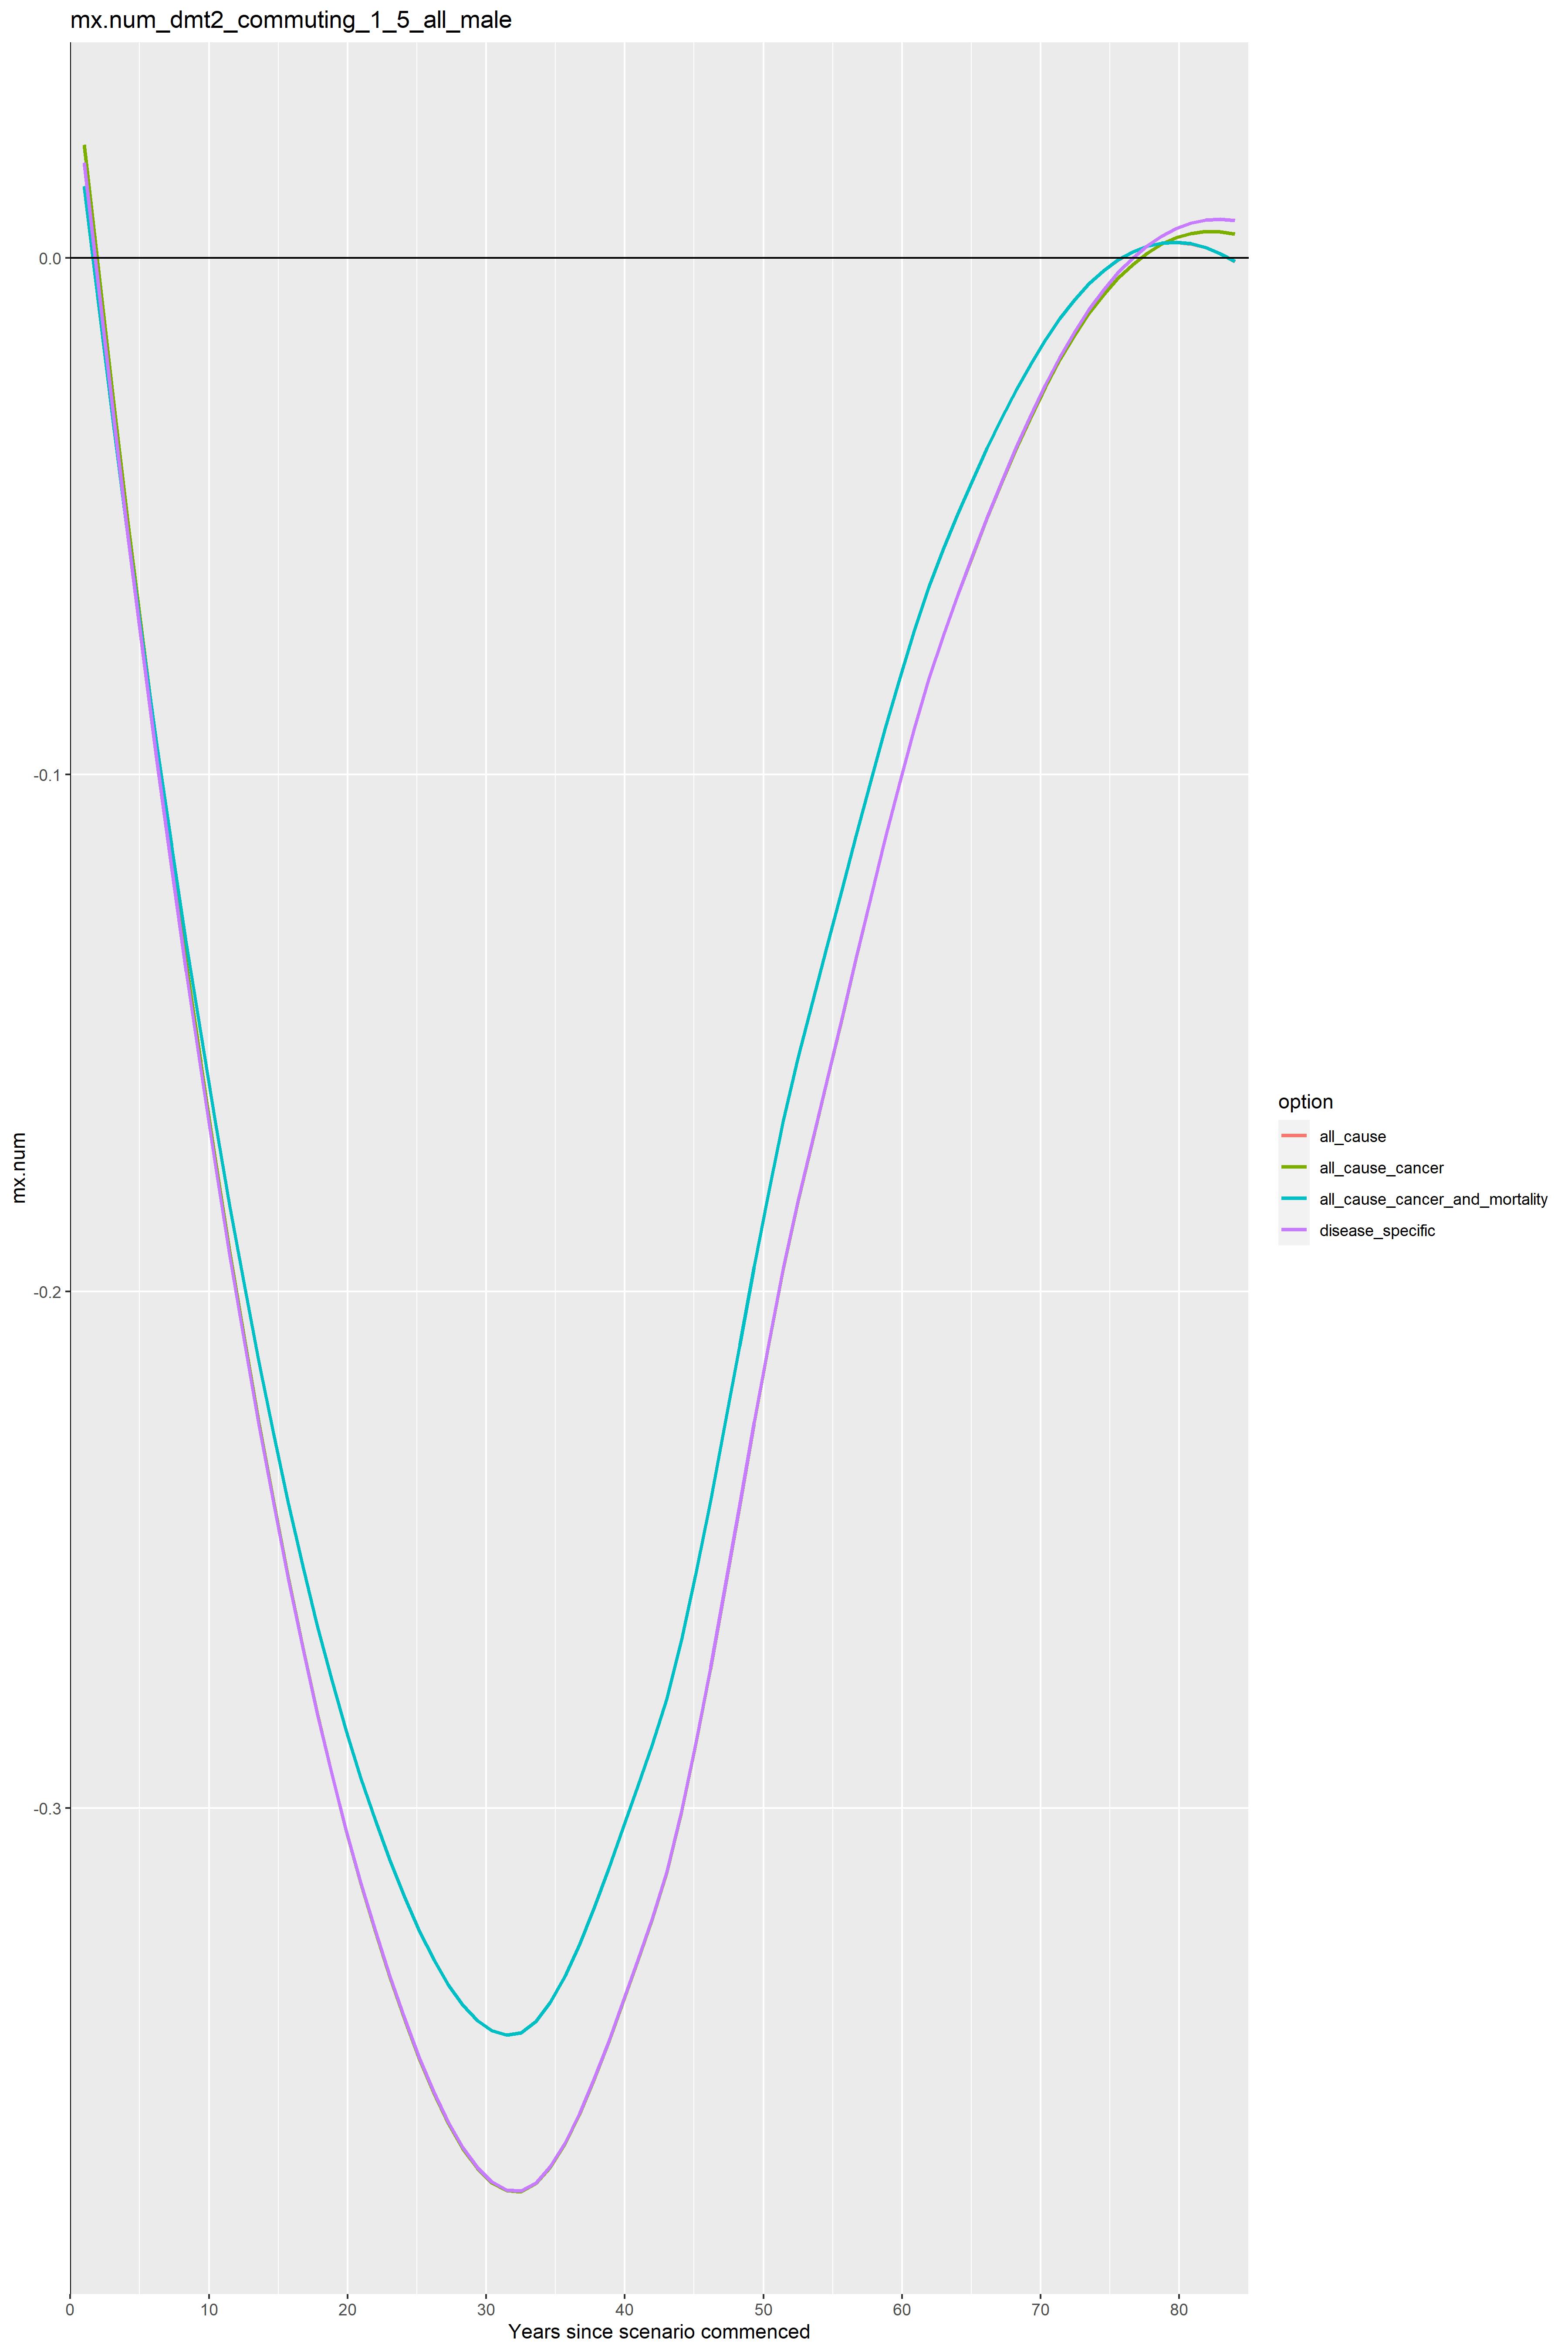 mx.num_dmt2_commuting_1_5_all_male
0.0
-0.1
-0.2
-0.3
mx.num
0 10 20 30 40 50 60 70 80
Years since scenario commenced
option
all_cause
all_cause_cancer
all_cause_cancer_and_mortality
disease_specific